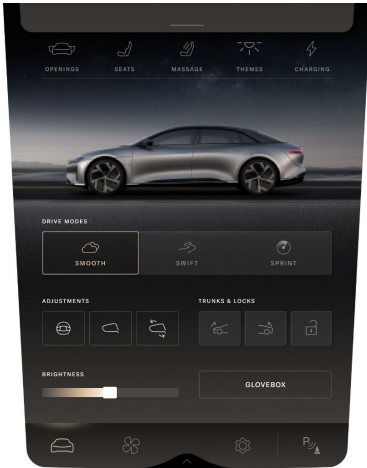 OPENINGS SEATS MASSAGE THEMES CHARGING
DRIVE MODES
SMOOTH SWIFT SPRINT
ADJUSTMENTS TRUNKS & LOCKS
BRIGHTNESS
GLOVEBOX
P